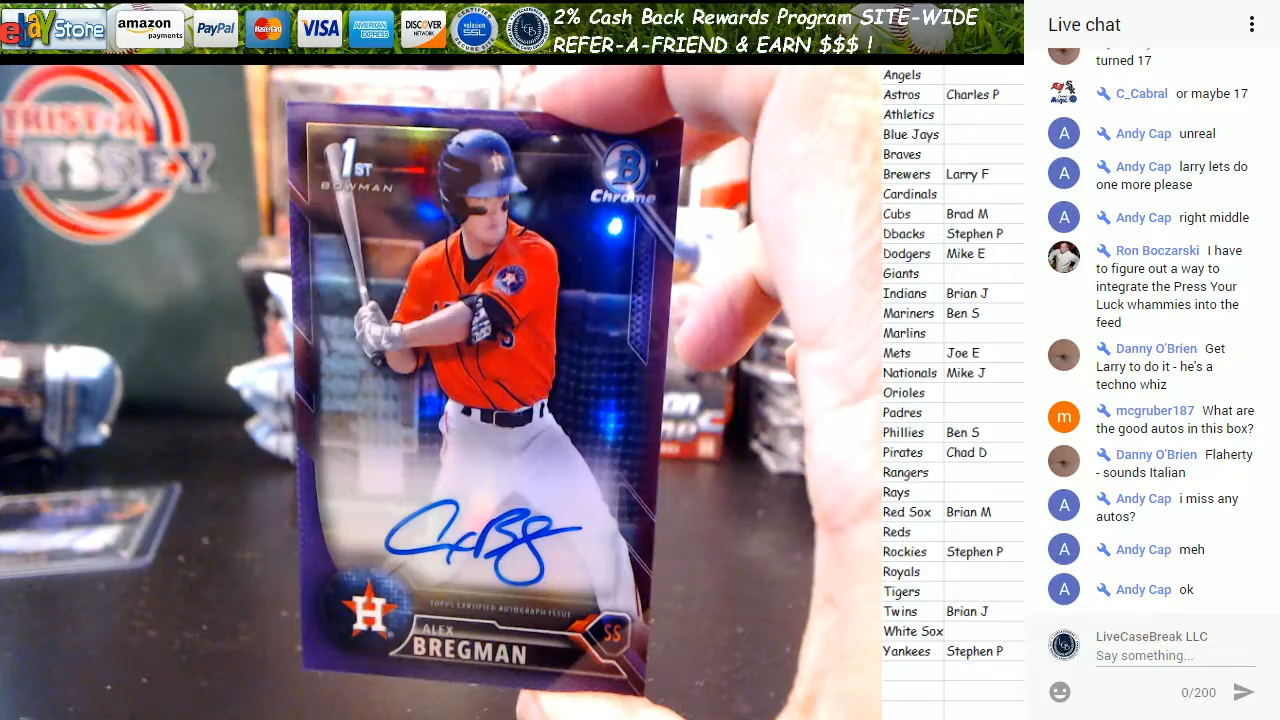 ebay Store
amazon payments
PayPal
MasterCard
VISA
AMERICAN EXPRESS
DISCOVER NETWORK
CERTIFIED
volusion
SSL
SECURE SITE
LCB
2% Cash Back Rewards Program SITE-WIDE
REFER-A-FRIEND & EARN $$$ !
1ST
BOWMAN
B
Chrome
H
TOPPS CERTIFIED AUTOGRAPH ISSUE
ALEX
BREGMAN
SS
Angels
Astros Charles P
Athletics
Blue Jays
Braves
Brewers Larry F
Cardinals
Cubs Brad M
Dbacks Stephen P
Dodgers Mike E
Giants
Indians Brian J
Mariners Ben S
Marlins
Mets Joe E
Nationals Mike J
Orioles
Padres
Phillies Ben S
Pirates Chad D
Rangers
Rays
Red Sox Brian M
Reds
Rockies Stephen P
Royals
Tigers
Twins Brian J
White Sox
Yankees Stephen P
Live chat
turned 17
C_Cabral or maybe 17
A Andy Cap unreal
A Andy Cap larry lets do
one more please
A Andy Cap right middle
Ron Boczarski I have
to figure out a way to
integrate the Press Your
Luck whammies into the
feed
Danny O'Brien Get
Larry to do it - he's a
techno whiz
m mcgruber187 What are
the good autos in this box?
Danny O'Brien Flaherty
- sounds Italian
A Andy Cap i miss any
autos?
A Andy Cap meh
A Andy Cap ok
LiveCaseBreak LLC
Say something...
0/200